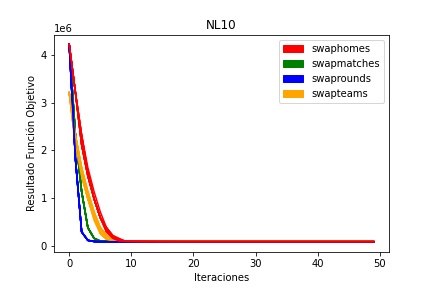 NL10
1e6
swaphomes
swapmatches
swaprounds
swapteams
Resultado Función Objetivo
4
3
2
1
0
0 10 20 30 40 50
Iteraciones